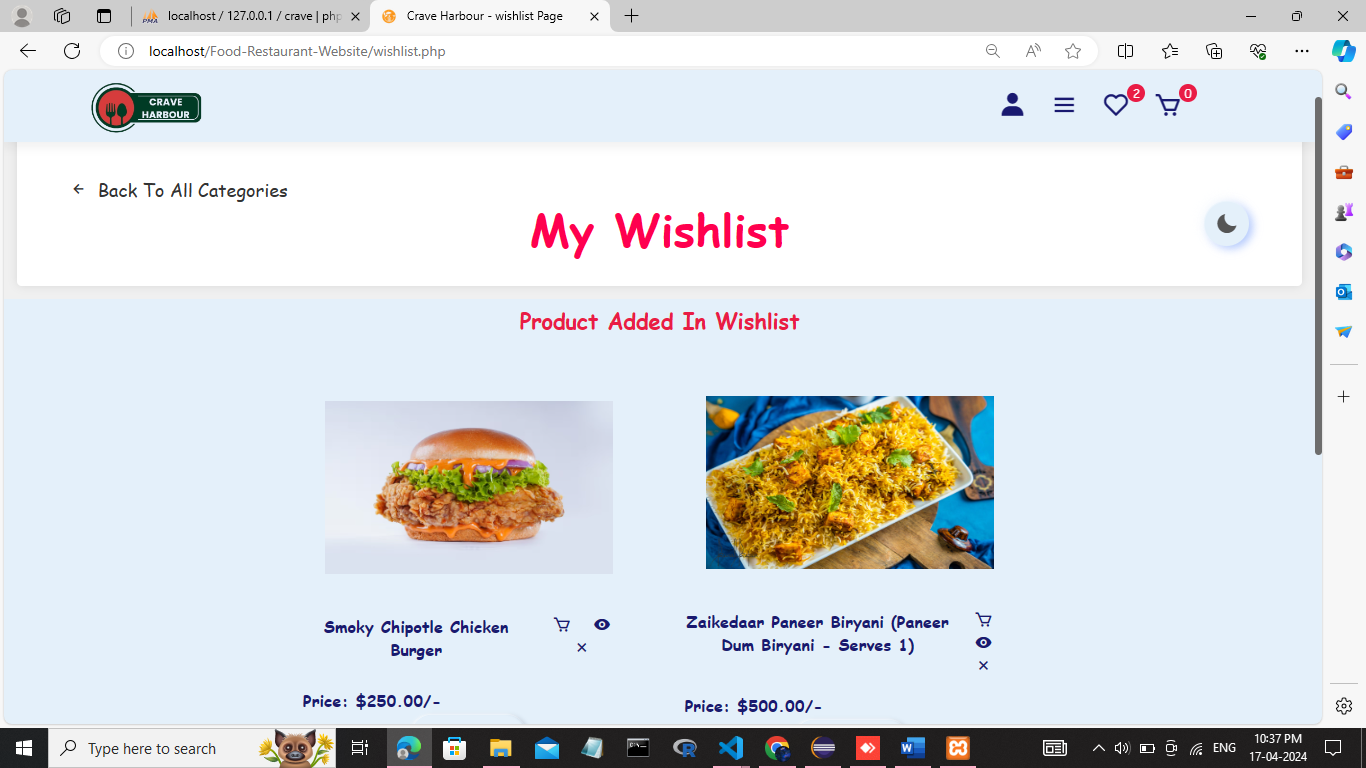 localhost / 127.0.0.1 / crave | php
Crave Harbour - wishlist Page
localhost/Food-Restaurant-Website/wishlist.php
CRAVE
HARBOUR
2
0
Back To All Categories
My Wishlist
Product Added In Wishlist
Smoky Chipotle Chicken
Burger
Zaikedaar Paneer Biryani (Paneer
Dum Biryani - Serves 1)
Price: $250.00/-
Price: $500.00/-
Type here to search
ENG
10:37 PM
17-04-2024